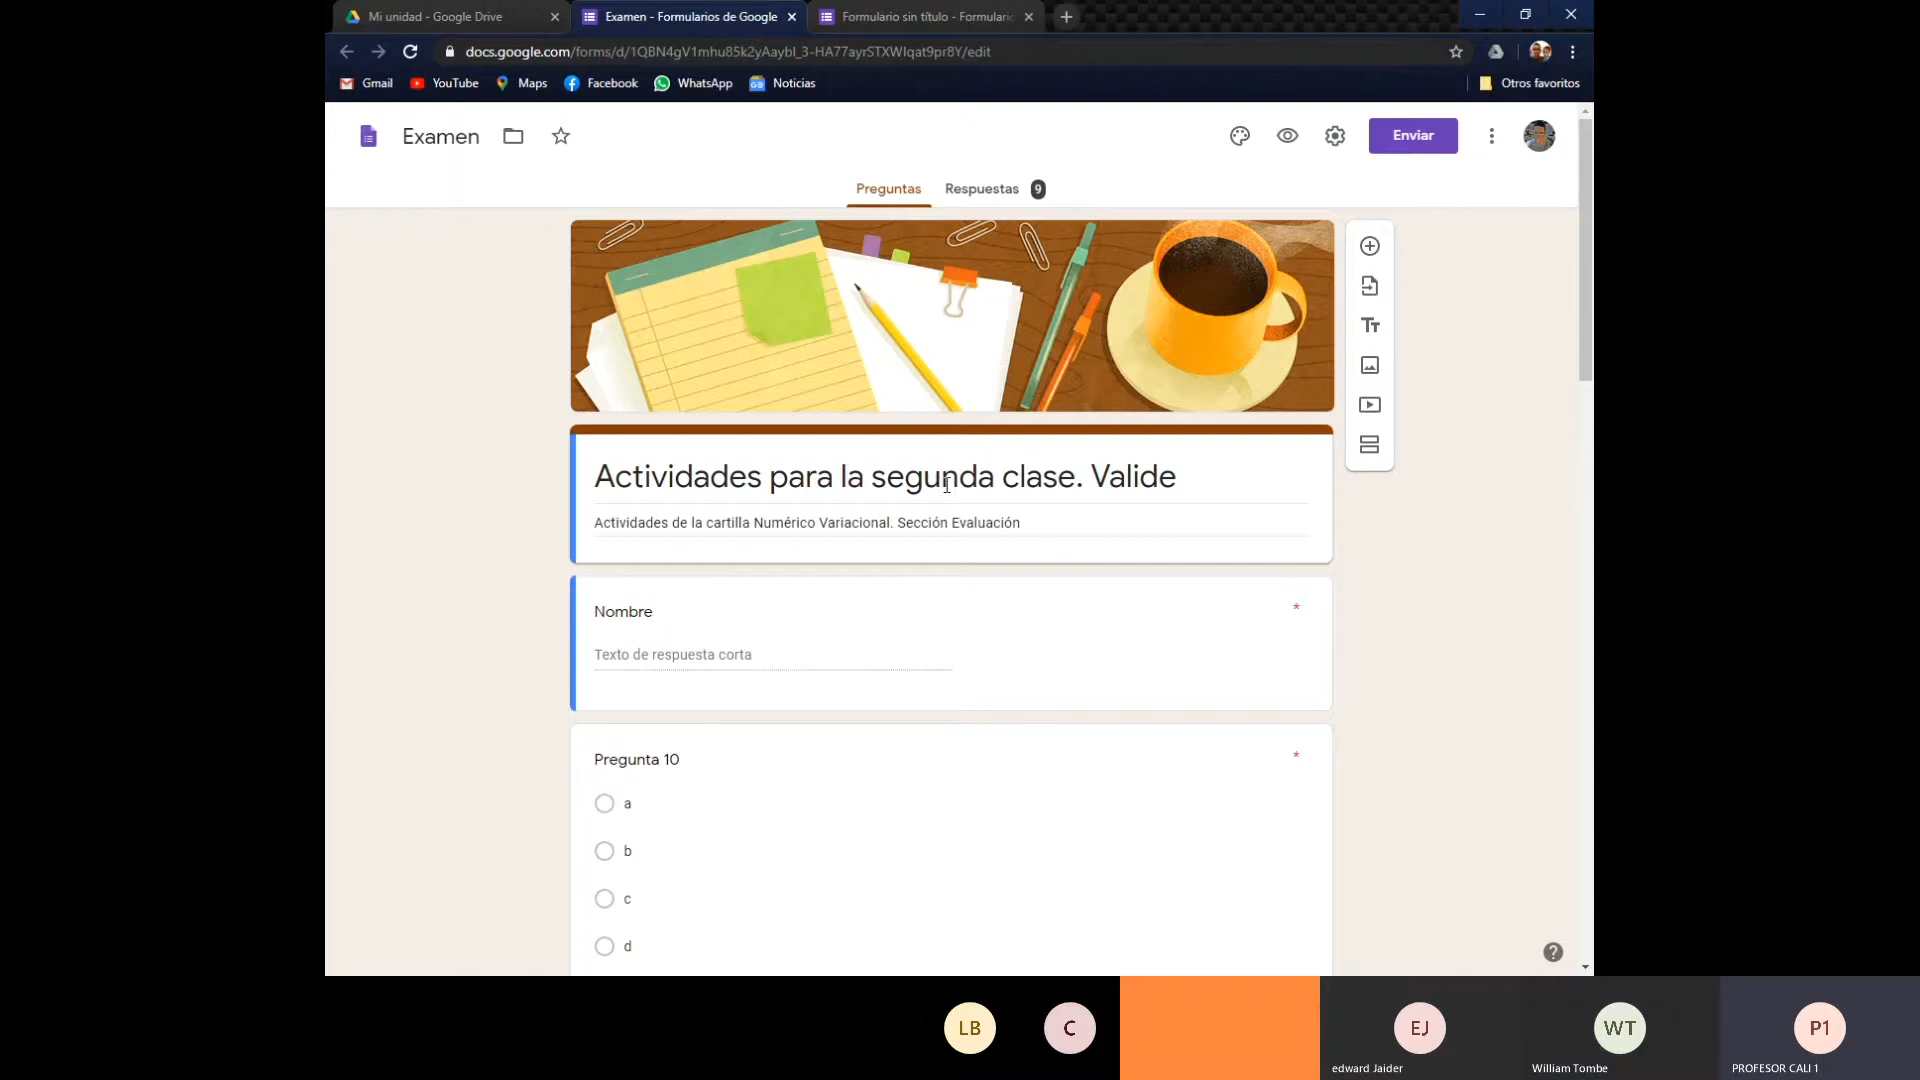 Mi unidad - Google Drive
Examen - Formularios de Google
Formulario sin título - Formulario
docs.google.com/forms/d/1QBN4gV1mhu85k2yAaybI_3-HA77ayrSTXWIqat9pr8Y/edit
Gmail
YouTube
Maps
Facebook
WhatsApp
Noticias
Otros favoritos
Examen
Enviar
Preguntas
Respuestas
9
Tт
Actividades para la segunda clase. Valide
Actividades de la cartilla Numérico Variacional. Sección Evaluación
Nombre
*
Texto de respuesta corta
Pregunta 10
*
a
b
c
d
LB
C
EJ
WT
P1
edward Jaider
William Tombe
PROFESOR CALI 1